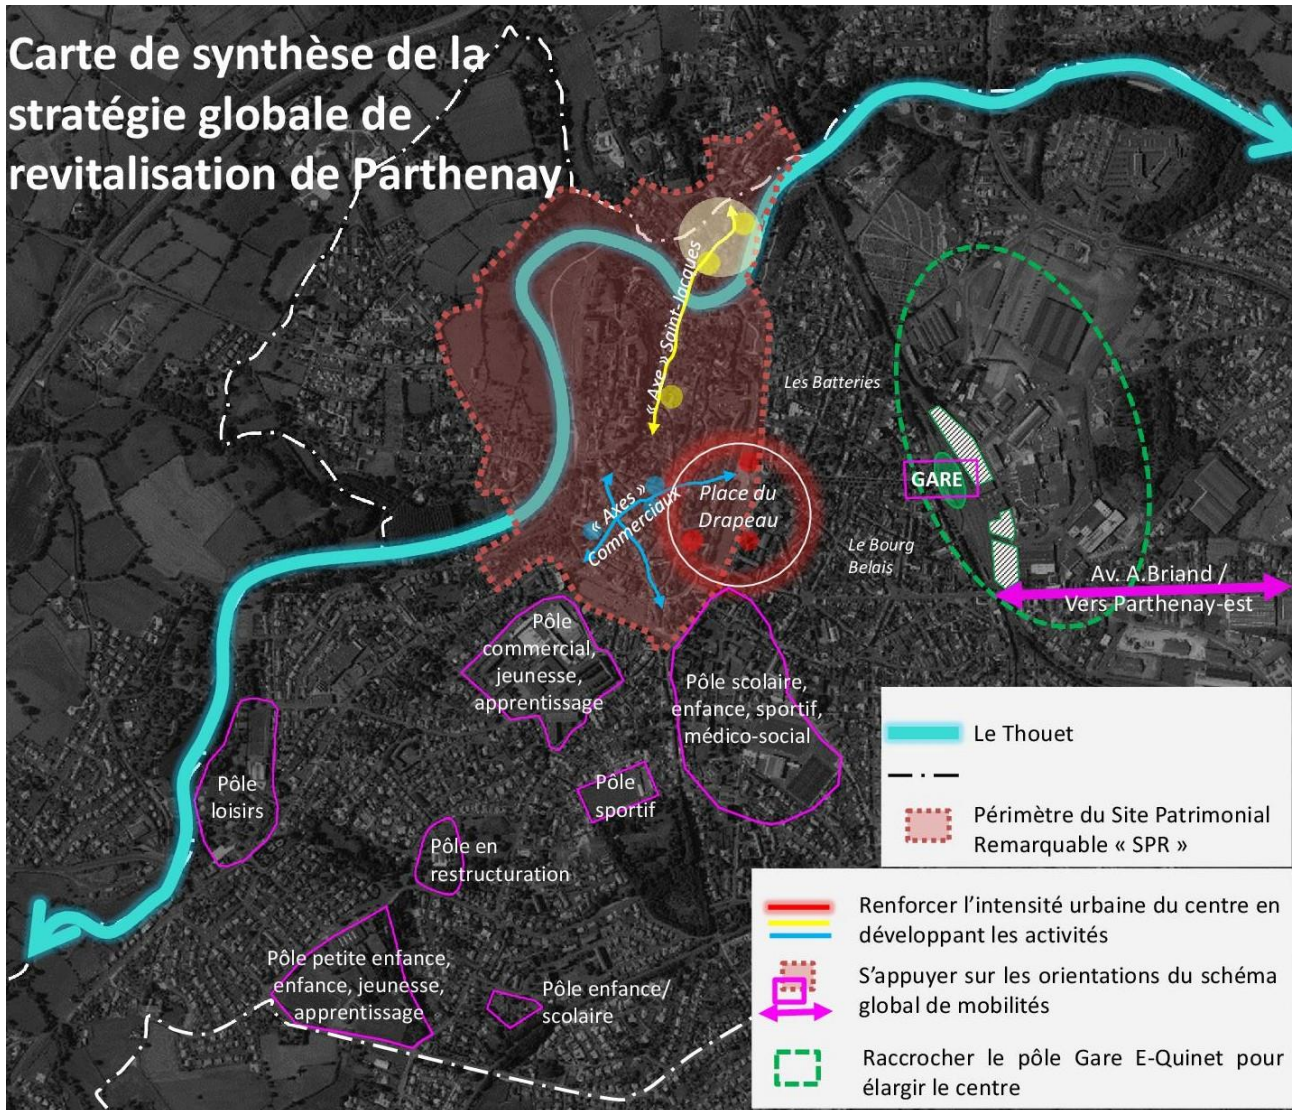 Carte de synthèse de la
stratégie globale de
revitalisation de Parthenay
« Axe » Saint-Jacques
Les Batteries
GARE
Place du
Drapeau
« Axes »
Commerciaux
Le Bourg
Belais
Av. A.Briand /
Vers Parthenay-est
Pôle
commercial,
jeunesse,
apprentissage
Pôle scolaire,
enfance, sportif,
médico-social
Pôle
loisirs
Pôle
sportif
Pôle en
restructuration
Pôle petite enfance,
enfance, jeunesse,
apprentissage
Pôle enfance/
scolaire
Le Thouet
Périmètre du Site Patrimonial
Remarquable « SPR »
Renforcer l’intensité urbaine du centre en
développant les activités
S’appuyer sur les orientations du schéma
global de mobilités
Raccrocher le pôle Gare E-Quinet pour
élargir le centre